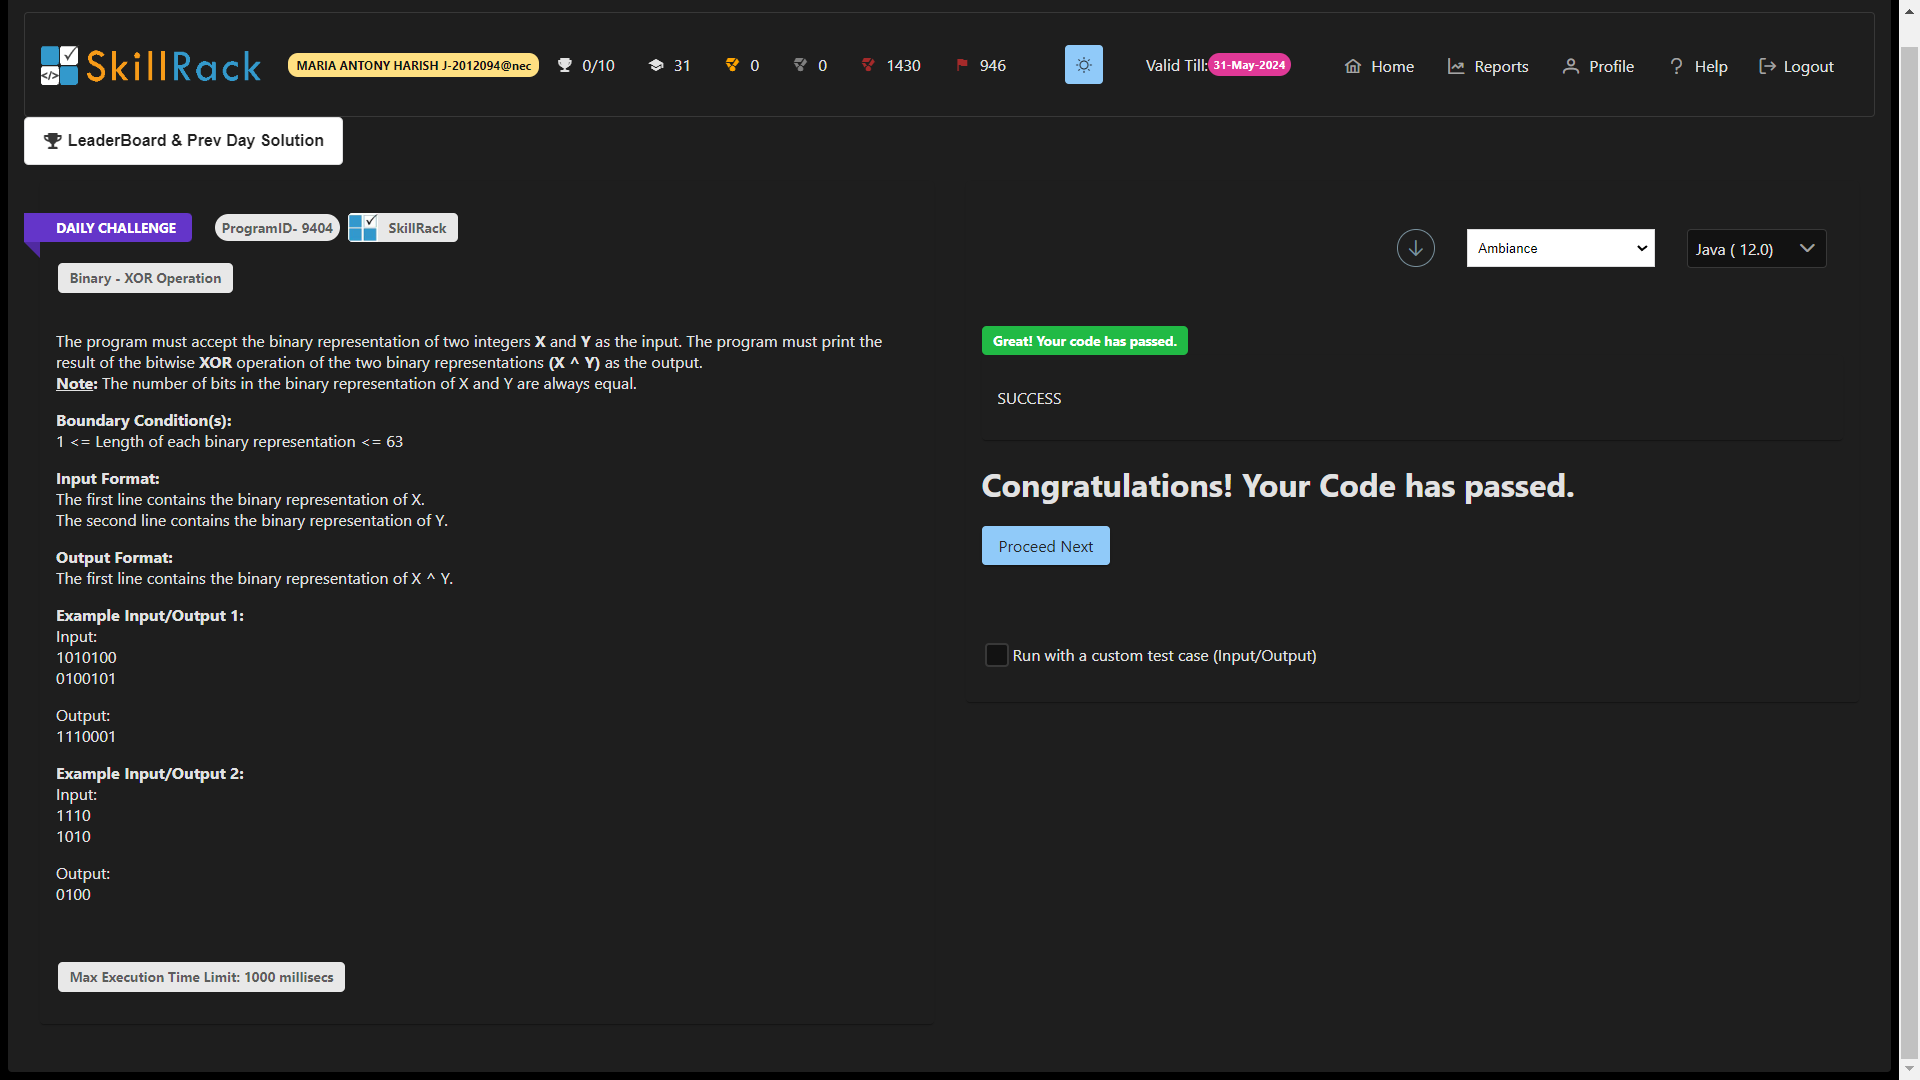 SkillRack
MARIA ANTONY HARISH J-2012094@nec
0/10
31
0
0
1430
946
Valid Till: 31-May-2024
Home
Reports
Profile
Help
Logout
LeaderBoard & Prev Day Solution
DAILY CHALLENGE
ProgramID- 9404
SkillRack
Ambiance
Java ( 12.0)
Binary - XOR Operation
The program must accept the binary representation of two integers X and Y as the input. The program must print the
result of the bitwise XOR operation of the two binary representations (X ^ Y) as the output.
Note: The number of bits in the binary representation of X and Y are always equal.
Boundary Condition(s):
1 <= Length of each binary representation <= 63
Input Format:
The first line contains the binary representation of X.
The second line contains the binary representation of Y.
Output Format:
The first line contains the binary representation of X ^ Y.
Example Input/Output 1:
Input:
1010100
0100101
Output:
1110001
Example Input/Output 2:
Input:
1110
1010
Output:
0100
Max Execution Time Limit: 1000 millisecs
Great! Your code has passed.
SUCCESS
Congratulations! Your Code has passed.
Proceed Next
Run with a custom test case (Input/Output)